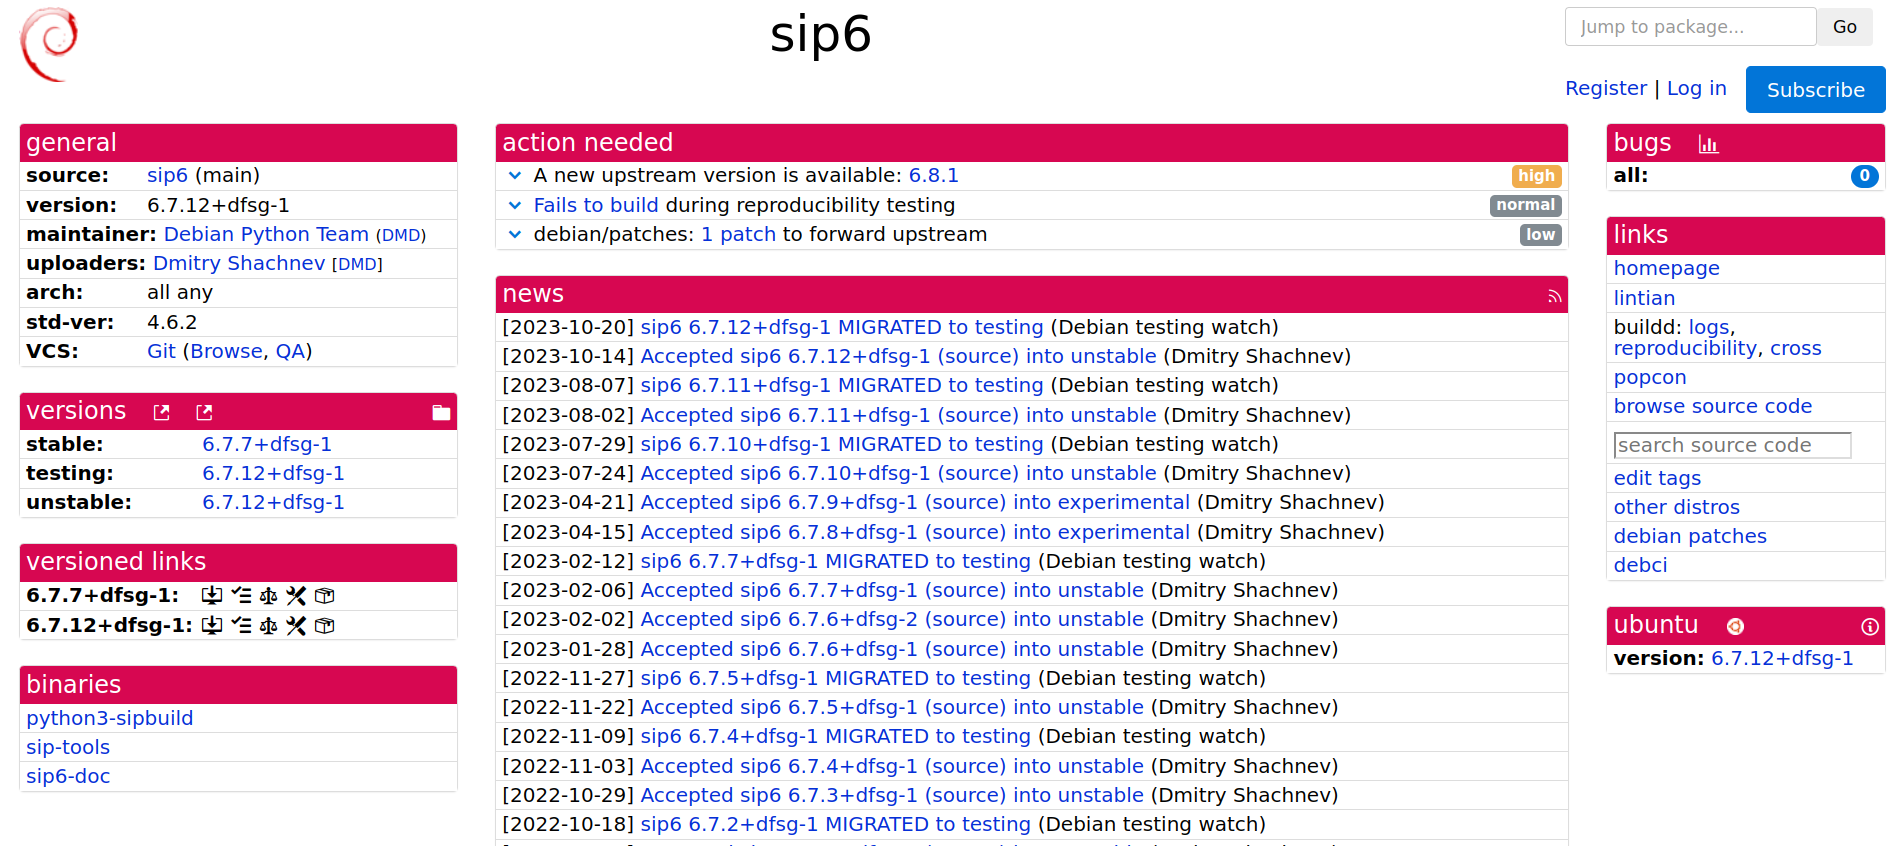 sip6
Jump to package...
Go
Register | Log in
Subscribe
general
source: sip6 (main)
version: 6.7.12+dfsg-1
maintainer: Debian Python Team (DMD)
uploaders: Dmitry Shachnev [DMD]
arch: all any
std-ver: 4.6.2
VCS: Git (Browse, QA)
versions
stable: 6.7.7+dfsg-1
testing: 6.7.12+dfsg-1
unstable: 6.7.12+dfsg-1
versioned links
6.7.7+dfsg-1:
6.7.12+dfsg-1:
binaries
python3-sipbuild
sip-tools
sip6-doc
action needed
A new upstream version is available: 6.8.1 high
Fails to build during reproducibility testing normal
debian/patches: 1 patch to forward upstream low
news
[2023-10-20] sip6 6.7.12+dfsg-1 MIGRATED to testing (Debian testing watch)
[2023-10-14] Accepted sip6 6.7.12+dfsg-1 (source) into unstable (Dmitry Shachnev)
[2023-08-07] sip6 6.7.11+dfsg-1 MIGRATED to testing (Debian testing watch)
[2023-08-02] Accepted sip6 6.7.11+dfsg-1 (source) into unstable (Dmitry Shachnev)
[2023-07-29] sip6 6.7.10+dfsg-1 MIGRATED to testing (Debian testing watch)
[2023-07-24] Accepted sip6 6.7.10+dfsg-1 (source) into unstable (Dmitry Shachnev)
[2023-04-21] Accepted sip6 6.7.9+dfsg-1 (source) into experimental (Dmitry Shachnev)
[2023-04-15] Accepted sip6 6.7.8+dfsg-1 (source) into experimental (Dmitry Shachnev)
[2023-02-12] sip6 6.7.7+dfsg-1 MIGRATED to testing (Debian testing watch)
[2023-02-06] Accepted sip6 6.7.7+dfsg-1 (source) into unstable (Dmitry Shachnev)
[2023-02-02] Accepted sip6 6.7.6+dfsg-2 (source) into unstable (Dmitry Shachnev)
[2023-01-28] Accepted sip6 6.7.6+dfsg-1 (source) into unstable (Dmitry Shachnev)
[2022-11-27] sip6 6.7.5+dfsg-1 MIGRATED to testing (Debian testing watch)
[2022-11-22] Accepted sip6 6.7.5+dfsg-1 (source) into unstable (Dmitry Shachnev)
[2022-11-09] sip6 6.7.4+dfsg-1 MIGRATED to testing (Debian testing watch)
[2022-11-03] Accepted sip6 6.7.4+dfsg-1 (source) into unstable (Dmitry Shachnev)
[2022-10-29] Accepted sip6 6.7.3+dfsg-1 (source) into unstable (Dmitry Shachnev)
[2022-10-18] sip6 6.7.2+dfsg-1 MIGRATED to testing (Debian testing watch)
bugs
all: 0
links
homepage
lintian
buildd: logs,
reproducibility, cross
popcon
browse source code
search source code
edit tags
other distros
debian patches
debci
ubuntu
version: 6.7.12+dfsg-1